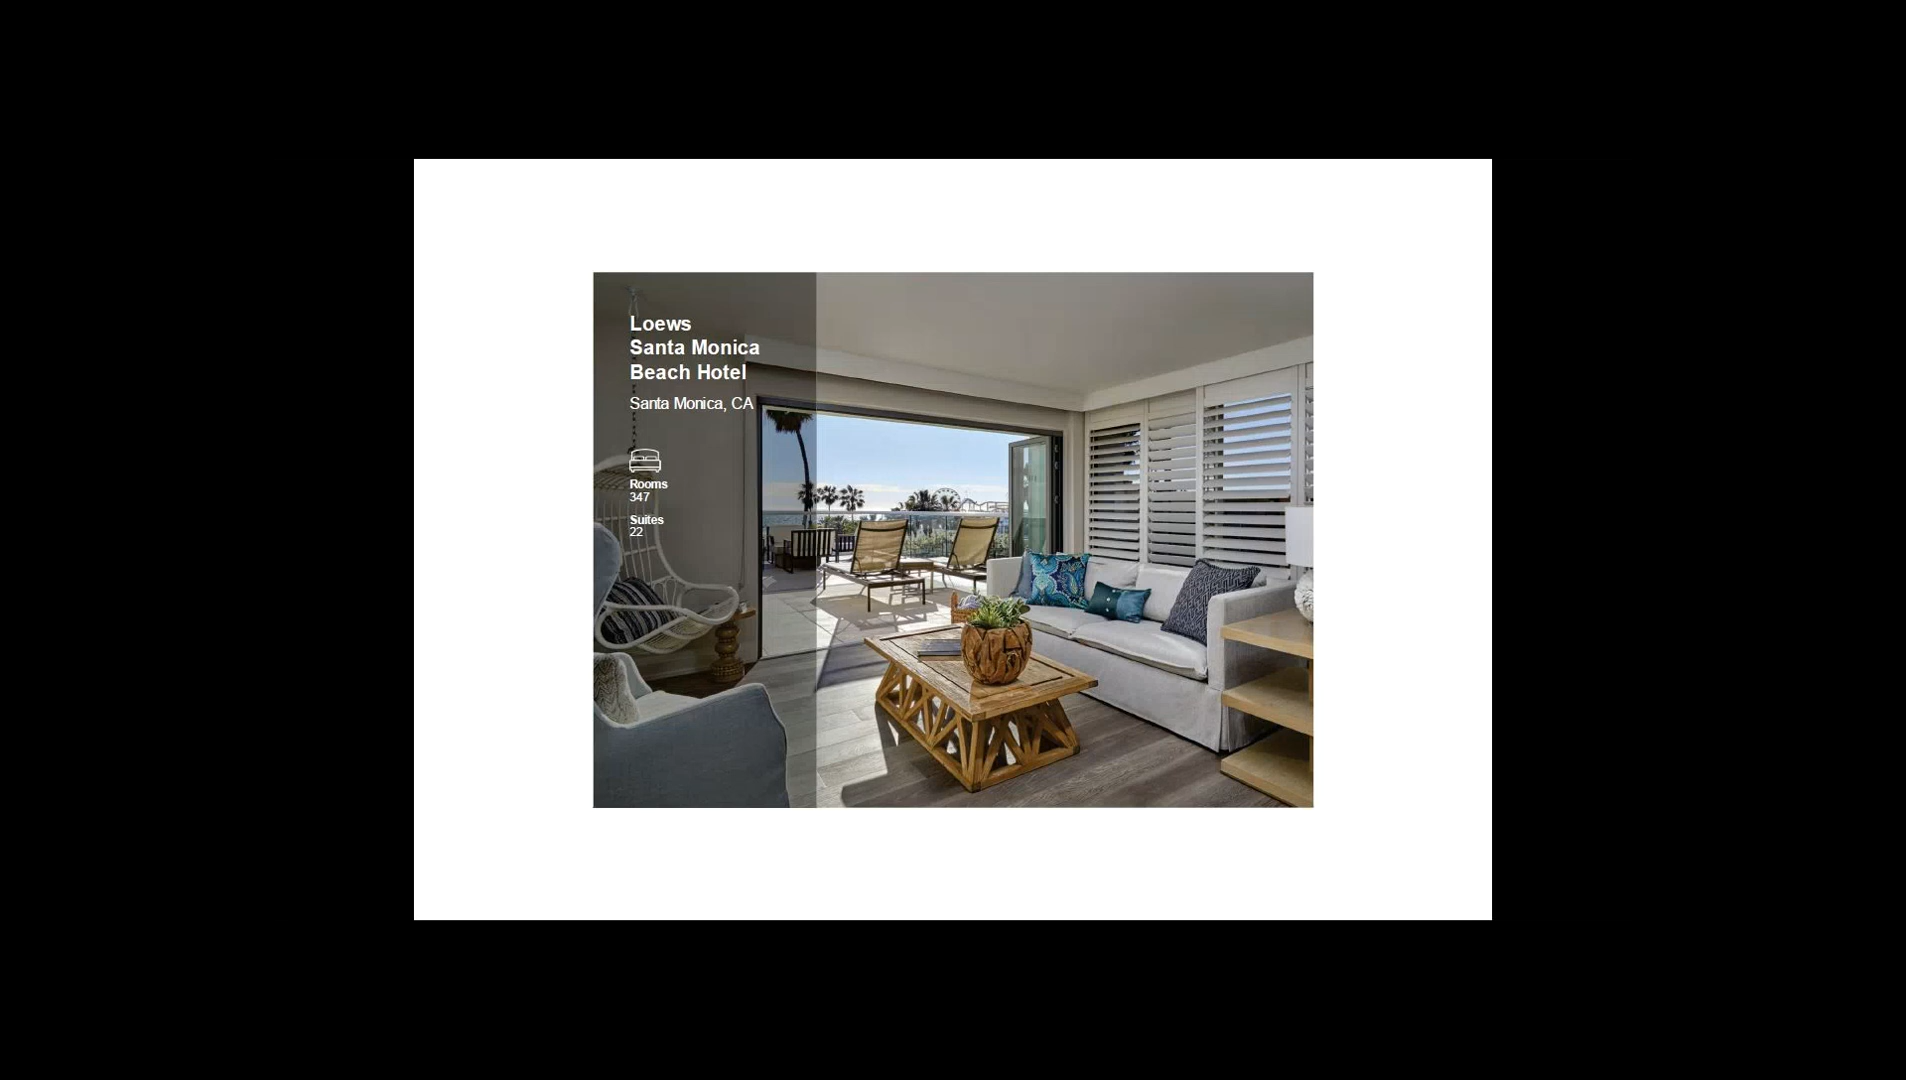 Loews
Santa Monica
Beach Hotel
Santa Monica, CA
Rooms
347
Suites
22